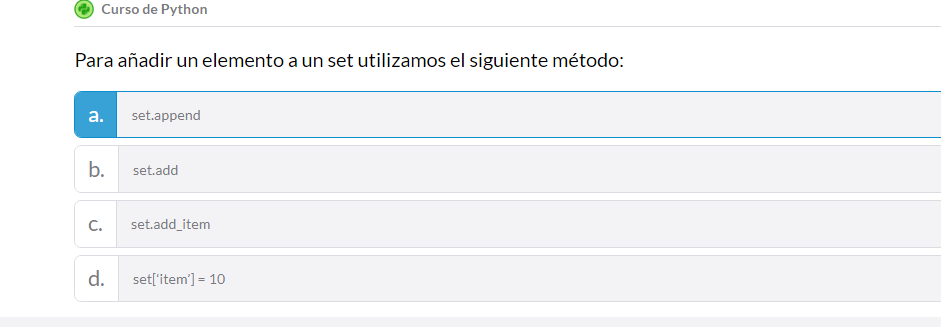 Curso de Python
Para añadir un elemento a un set utilizamos el siguiente método:
a. set.append
b. set.add
c. set.add_item
d. set['item'] = 10